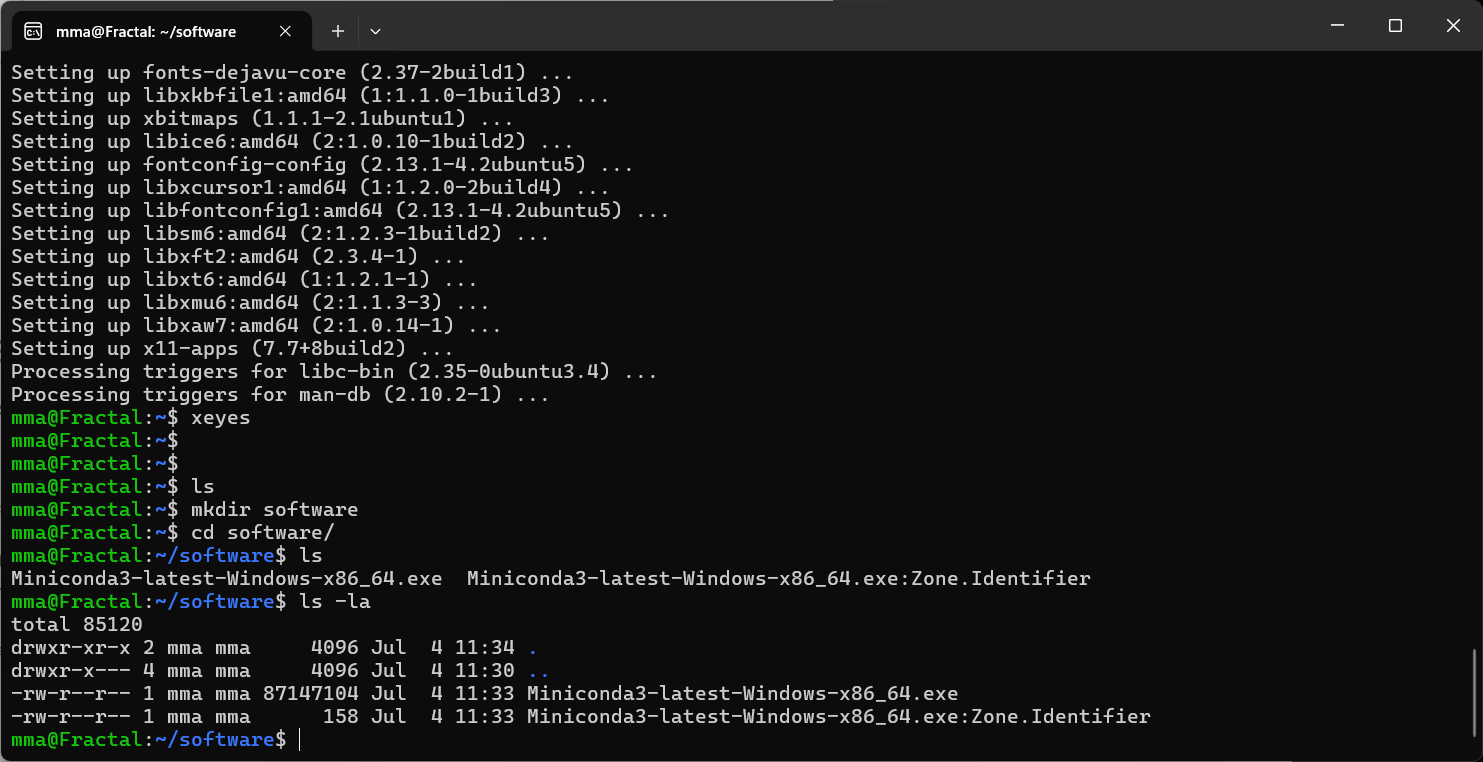 mma@Fractal: ~/software
Setting up fonts-dejavu-core (2.37-2build1) ...
Setting up libxkbfile1:amd64 (1:1.1.0-1build3) ...
Setting up xbitmaps (1.1.1-2.1ubuntu1) ...
Setting up libice6:amd64 (2:1.0.10-1build2) ...
Setting up fontconfig-config (2.13.1-4.2ubuntu5) ...
Setting up libxcursor1:amd64 (1:1.2.0-2build4) ...
Setting up libfontconfig1:amd64 (2.13.1-4.2ubuntu5) ...
Setting up libsm6:amd64 (2:1.2.3-1build2) ...
Setting up libxft2:amd64 (2.3.4-1) ...
Setting up libxt6:amd64 (1:1.2.1-1) ...
Setting up libxmu6:amd64 (2:1.1.3-3) ...
Setting up libxaw7:amd64 (2:1.0.14-1) ...
Setting up x11-apps (7.7+8build2) ...
Processing triggers for libc-bin (2.35-0ubuntu3.4) ...
Processing triggers for man-db (2.10.2-1) ...
mma@Fractal:~$ xeyes
mma@Fractal:~$
mma@Fractal:~$
mma@Fractal:~$ ls
mma@Fractal:~$ mkdir software
mma@Fractal:~$ cd software/
mma@Fractal:~/software$ ls
Miniconda3-latest-Windows-x86_64.exe  Miniconda3-latest-Windows-x86_64.exe:Zone.Identifier
mma@Fractal:~/software$ ls -la
total 85120
drwxr-xr-x 2 mma mma     4096 Jul  4 11:34 .
drwxr-x--- 4 mma mma     4096 Jul  4 11:30 ..
-rw-r--r-- 1 mma mma 87147104 Jul  4 11:33 Miniconda3-latest-Windows-x86_64.exe
-rw-r--r-- 1 mma mma      158 Jul  4 11:33 Miniconda3-latest-Windows-x86_64.exe:Zone.Identifier
mma@Fractal:~/software$